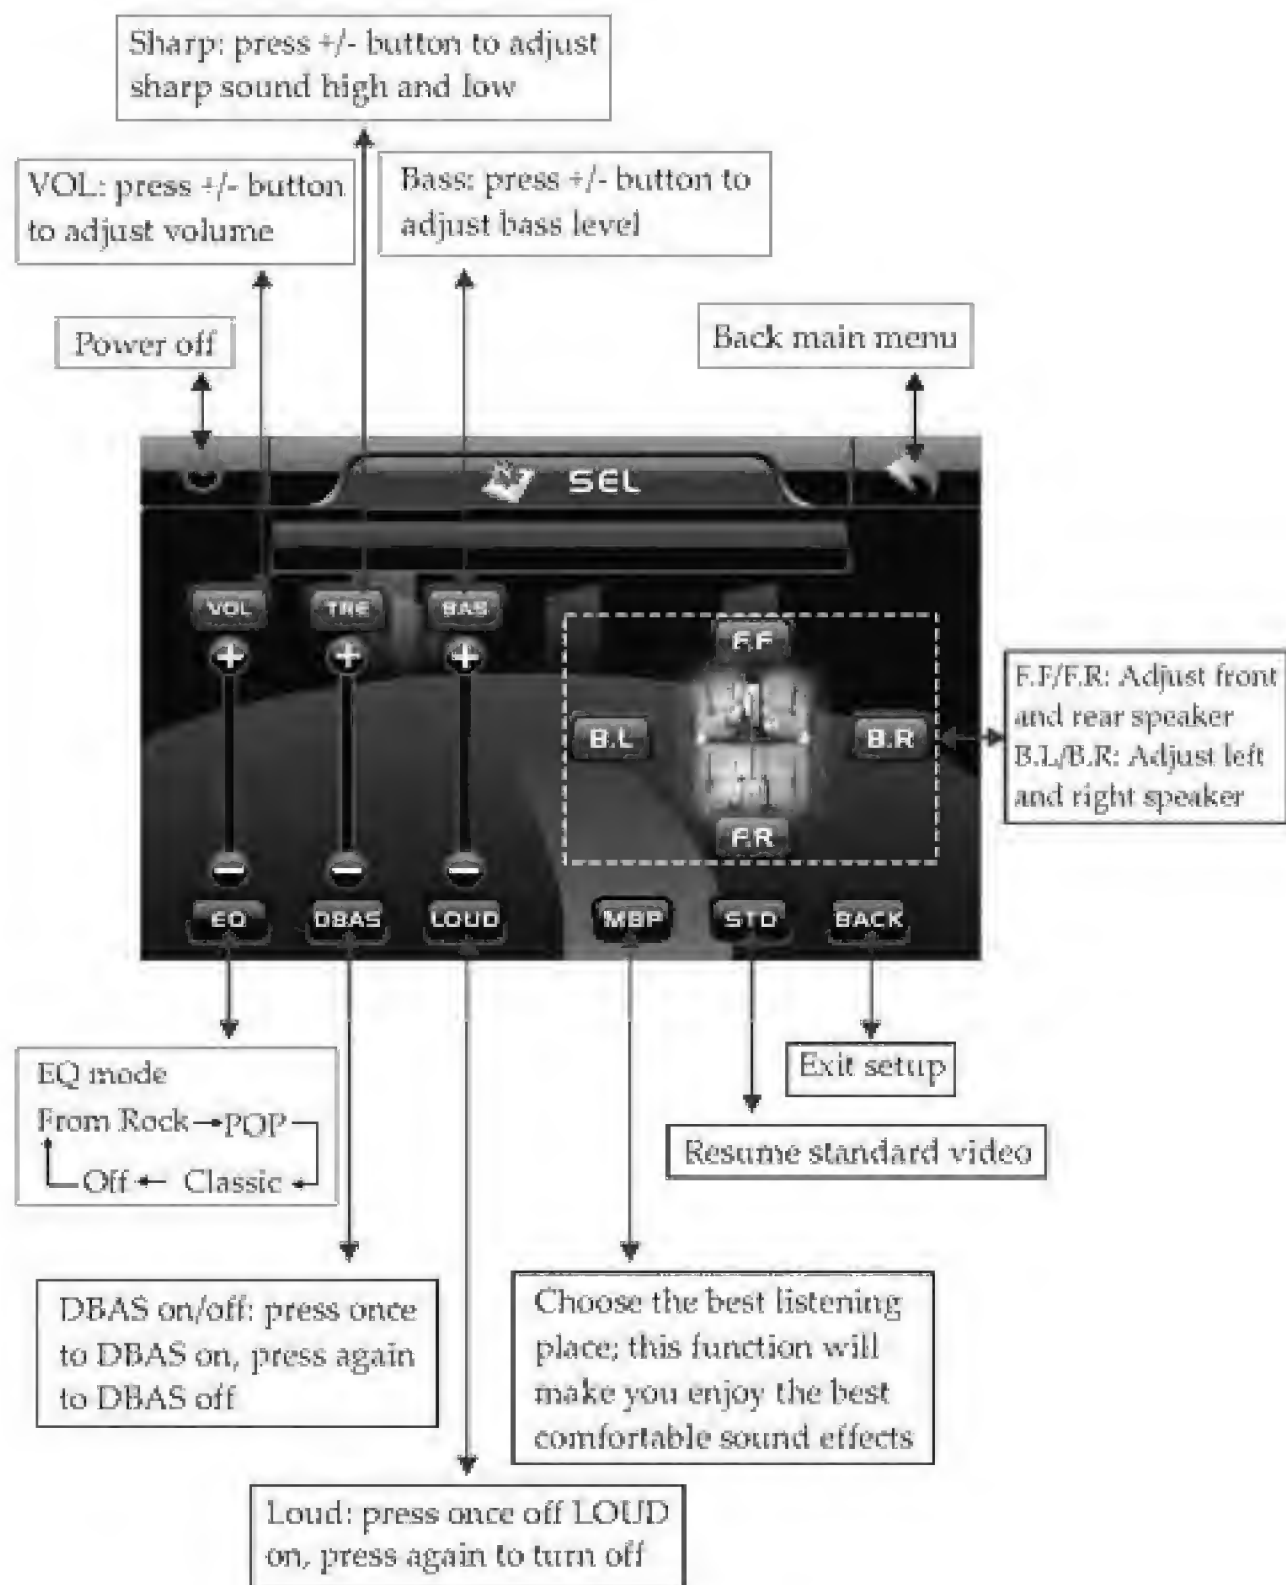 Sharp: press +/- button to adjust
sharp sound high and low
VOL: press +/- button
to adjust volume
Bass: press +/- button to
adjust bass level
Power off
Back main menu
SEL
VOL
TRE
BAS
F.F
B.L
B.R
F.R
F.F/F.R: Adjust front
and rear speaker
B.L/B.R: Adjust left
and right speaker
EQ
DBAS
LOUD
MBP
STD
BACK
EQ mode
From Rock → POP
Off ← Classic
Exit setup
Resume standard video
DBAS on/off: press once
to DBAS on, press again
to DBAS off
Choose the best listening
place; this function will
make you enjoy the best
comfortable sound effects
Loud: press once off LOUD
on, press again to turn off